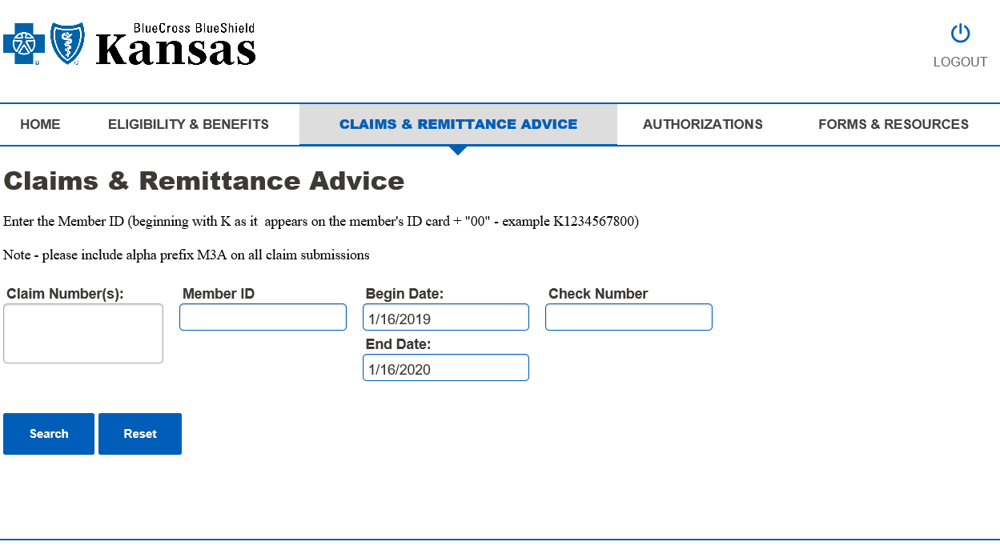 BlueCross BlueShield
Kansas
LOGOUT
HOME ELIGIBILITY & BENEFITS CLAIMS & REMITTANCE ADVICE AUTHORIZATIONS FORMS & RESOURCES
Claims & Remittance Advice
Enter the Member ID (beginning with K as it  appears on the member's ID card + "00" - example K1234567800)
Note - please include alpha prefix M3A on all claim submissions
Claim Number(s): Member ID Begin Date: Check Number
1/16/2019
End Date:
1/16/2020
Search Reset